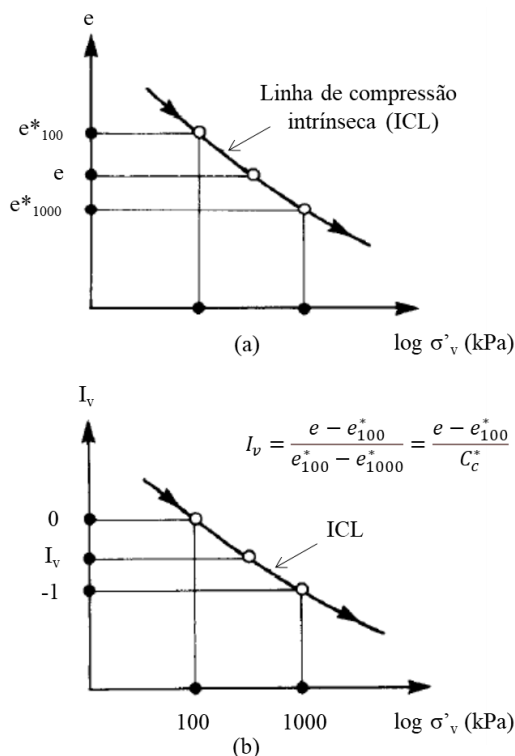 e
Linha de compressão
intrínseca (ICL)
e*100
e
e*1000
log σ'v (kPa)
(a)
Iv
Iv = e − e*100 / e*100 − e*1000 = e − e*100 / C*c
0
ICL
Iv
-1
100 1000 log σ'v (kPa)
(b)